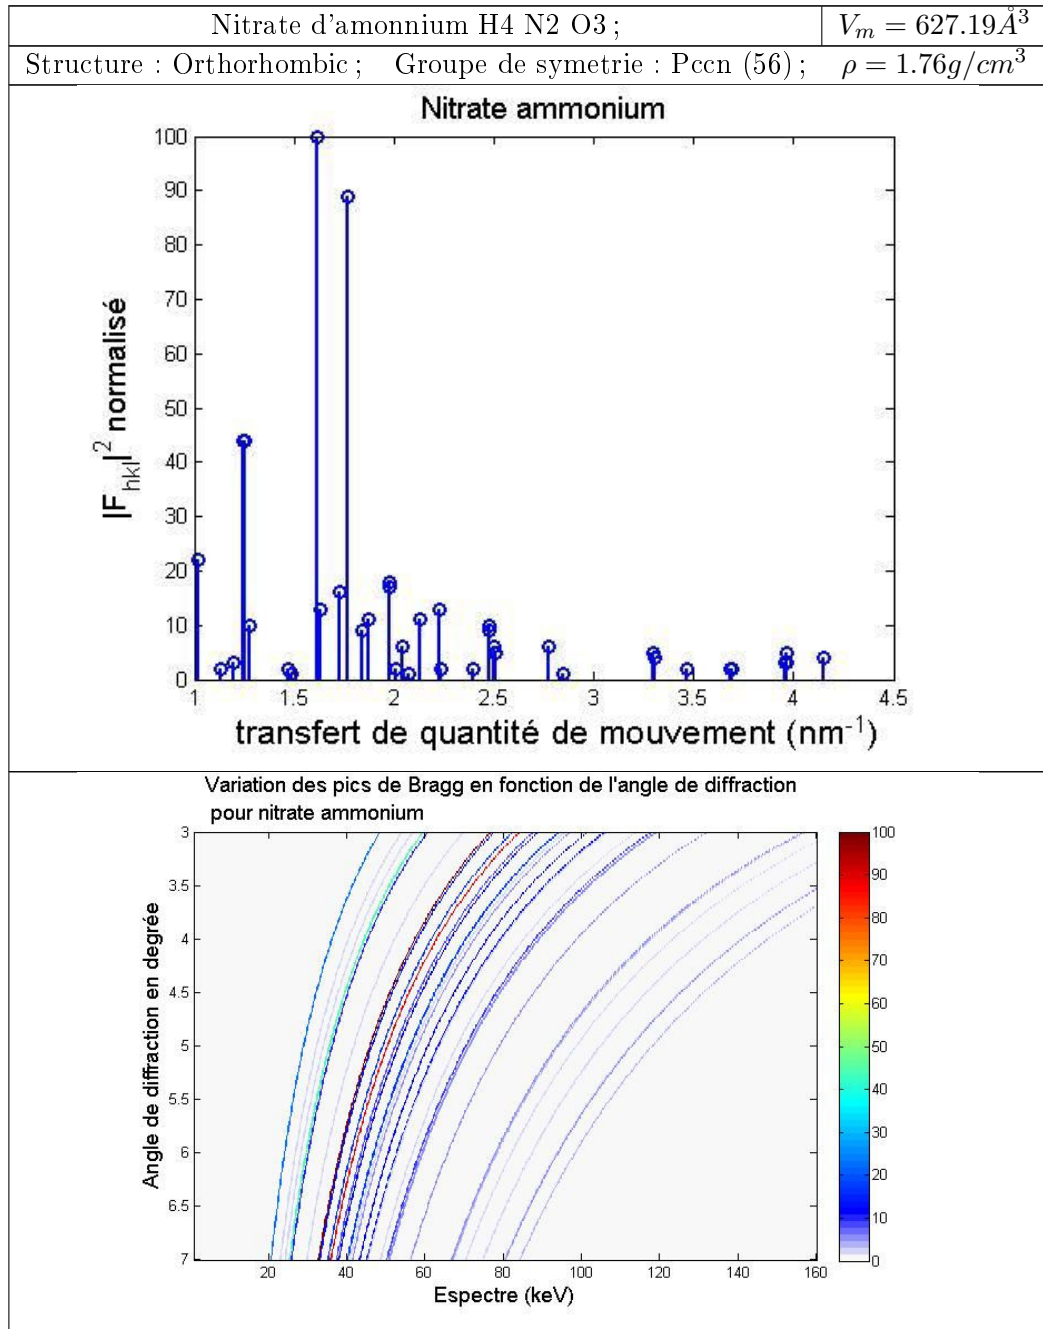 Nitrate d'amonnium H4 N2 O3 ; V_m = 627.19Å^3
Structure : Orthorhombic ; Groupe de symetrie : Pccn (56) ; ρ = 1.76g/cm^3
Nitrate ammonium
100
90
80
70
60
50
40
30
20
10
0
|F_hkl|^2 normalisé
1 1.5 2 2.5 3 3.5 4 4.5
transfert de quantité de mouvement (nm^-1)
Variation des pics de Bragg en fonction de l'angle de diffraction
pour nitrate ammonium
3
3.5
4
4.5
5
5.5
6
6.5
7
Angle de diffraction en degrée
20 40 60 80 100 120 140 160
Espectre (keV)
100
90
80
70
60
50
40
30
20
10
0